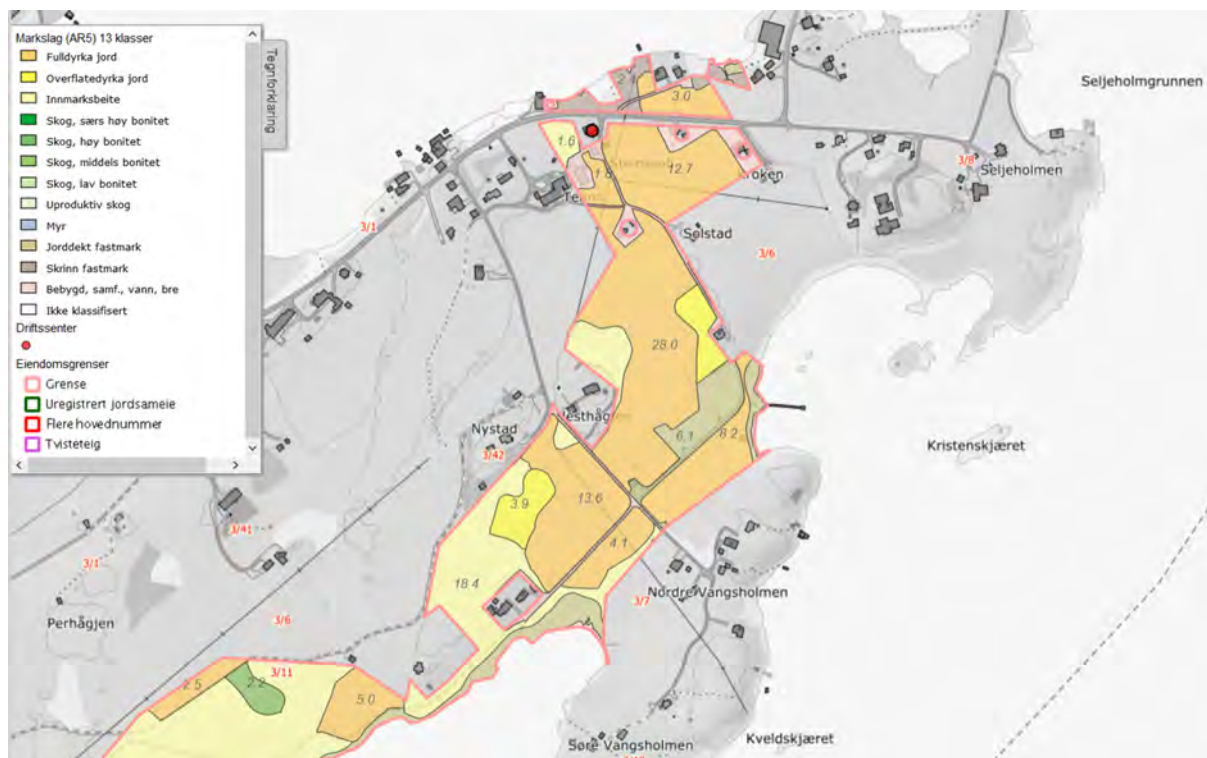 Markslag (AR5) 13 klasser
Fulldyrka jord
Overflatedyrka jord
Innmarksbeite
Skog, særs høy bonitet
Skog, høy bonitet
Skog, middels bonitet
Skog, lav bonitet
Uproduktiv skog
Myr
Jorddekt fastmark
Skrinn fastmark
Bebygd, samf., vann, bre
Ikke klassifisert
Driftssenter
Eiendomsgrenser
Grense
Uregistrert jordsameie
Flere hovednummer
Tvisteteig
Tegnforklaring
Seljeholmgrunnen
3.0
1.6
12.7
1.8
3/8
Seljeholmen
3/1
Solstad
3/6
28.0
Nystad
3/42
6.1
8.2
Kristenskjæret
3.9
13.6
3/41
4.1
3/1
18.4
Nordre Vangsholmen
3/7
Perhågjen
3/6
3/11
2.5
2.2
5.0
Søre Vangsholmen
Kveldskjæret